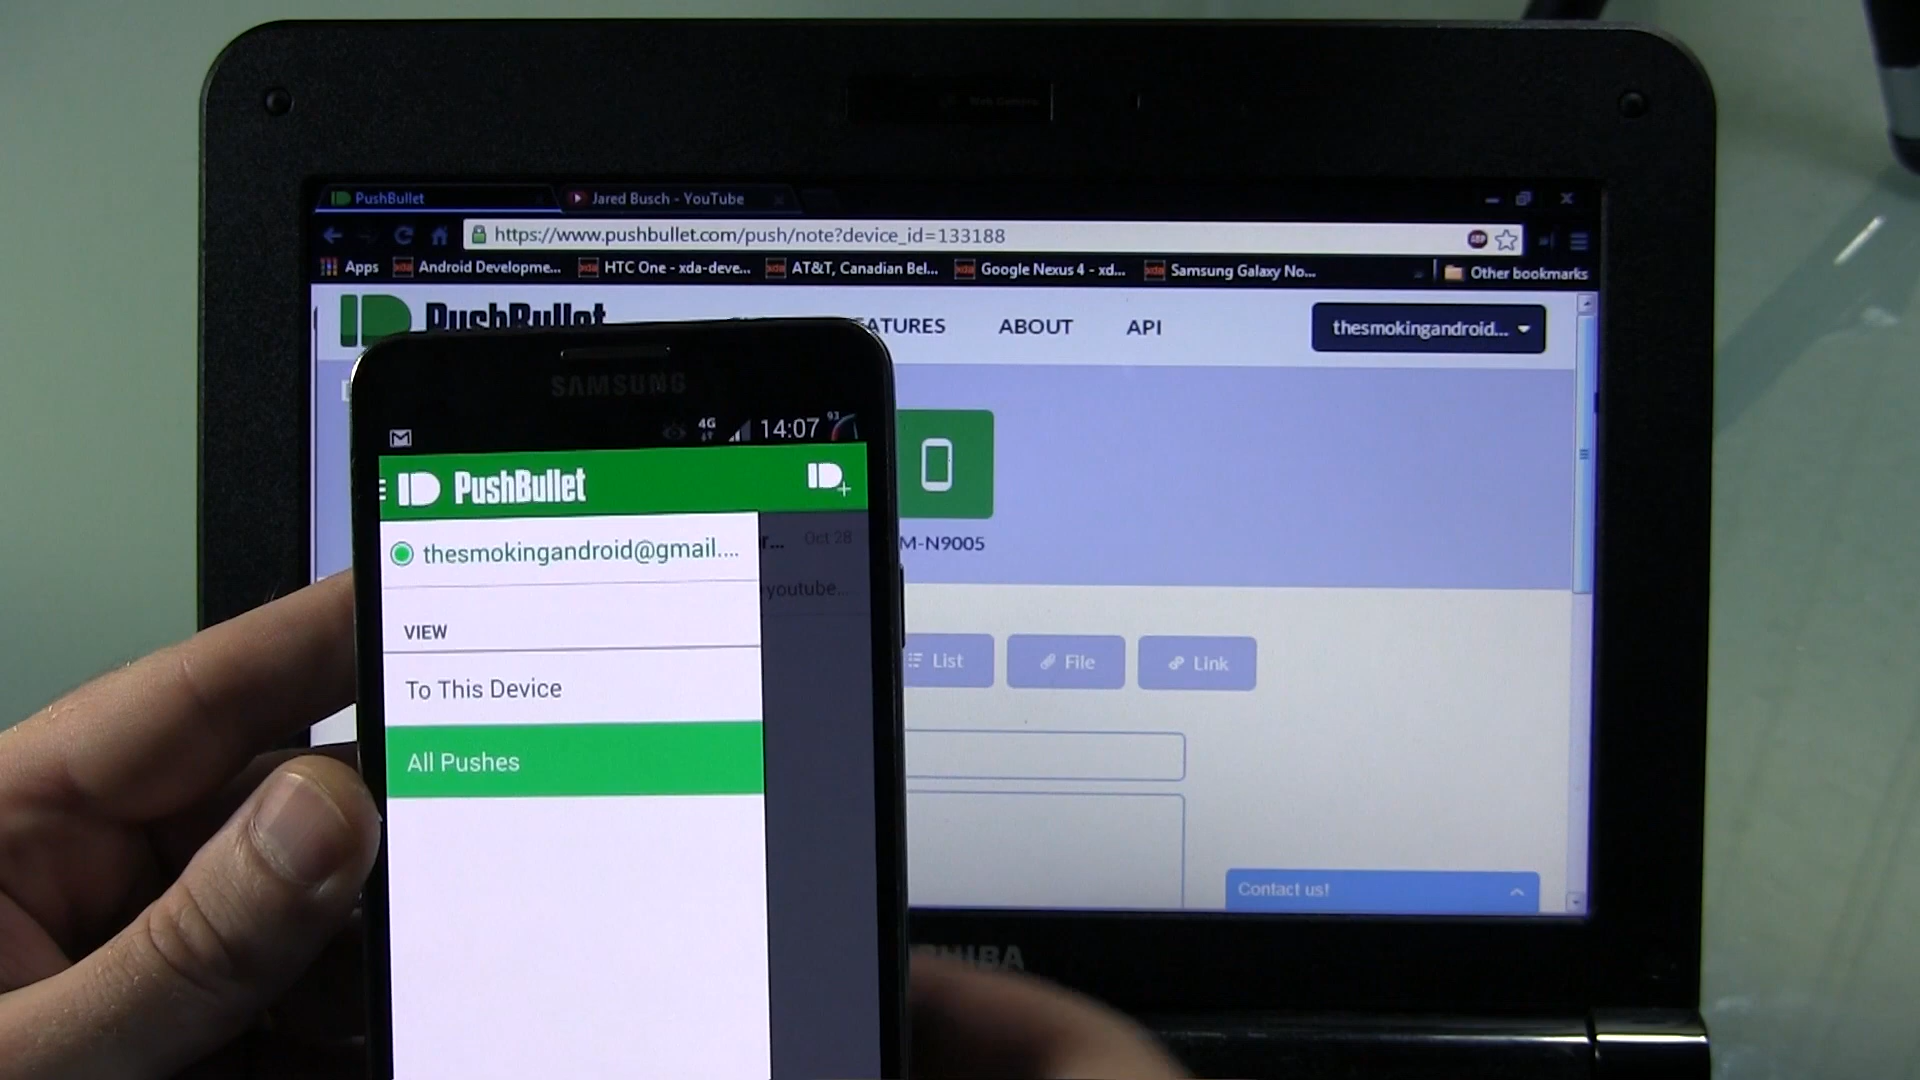 PushBullet
Jared Busch - YouTube
https://www.pushbullet.com/push/note?device_id=133188
Apps
Android Developme...
HTC One - xda-deve...
AT&T, Canadian Bel...
Google Nexus 4 - xd...
Samsung Galaxy No...
Other bookmarks
PushBullet
EATURES
ABOUT
API
thesmokingandroid...
SAMSUNG
4G
14:07
93
PushBullet
thesmokingandroid@gmail....
r...
Oct 28
M-N9005
youtube...
VIEW
List
File
Link
To This Device
All Pushes
Contact us!
HIBA